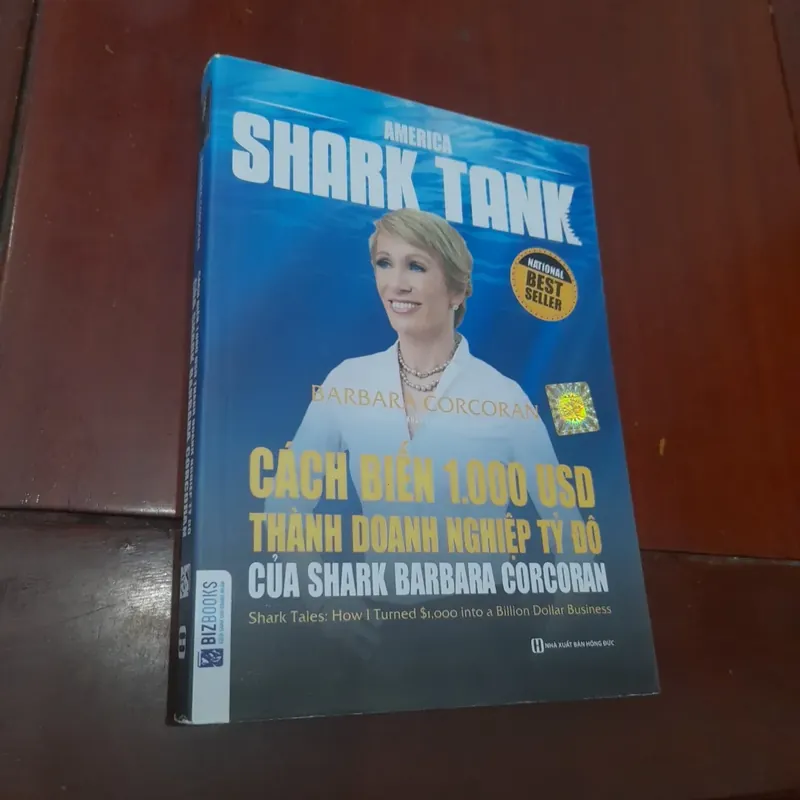 AMERICA
SHARK TANK
NATIONAL
BEST
SELLER
BARBARA CORCORAN
CÁCH BIẾN 1.000 USD
THÀNH DOANH NGHIỆP TỶ ĐÔ
CỦA SHARK BARBARA CORCORAN
Shark Tales: How I Turned $1,000 into a Billion Dollar Business
NHÀ XUẤT BẢN HỒNG ĐỨC
BIZBOOKS